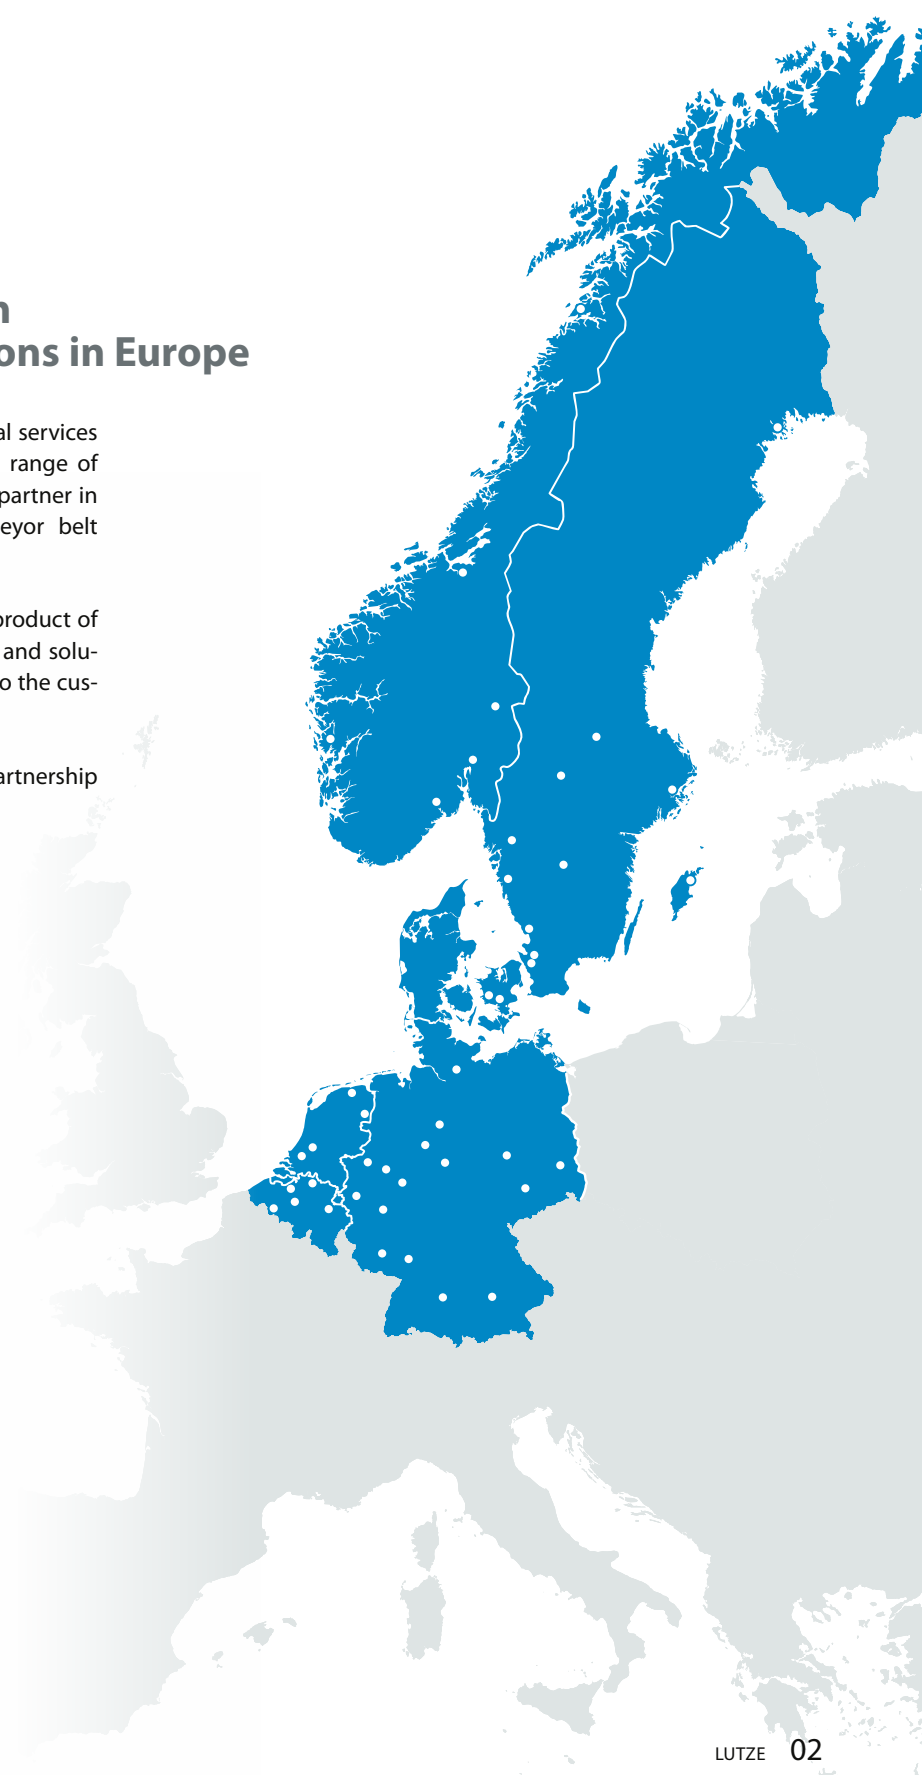 n
ons in Europe
al services
range of
partner in
eyor belt
product of
and solu-
o the cus-
artnership
LUTZE 02